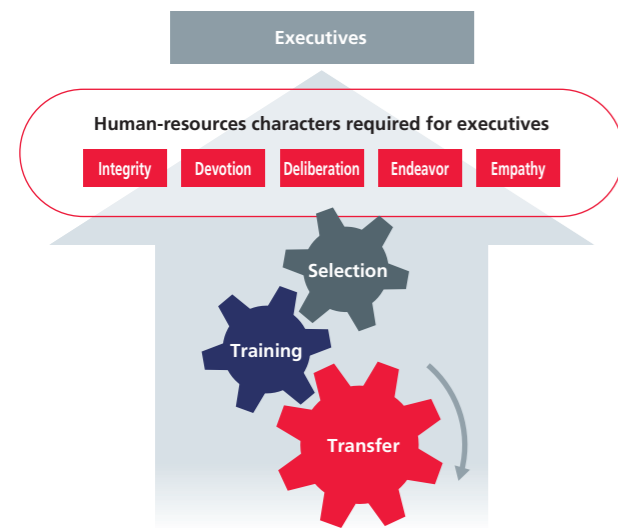 Executives
Human-resources characters required for executives
Integrity Devotion Deliberation Endeavor Empathy
Selection
Training
Transfer